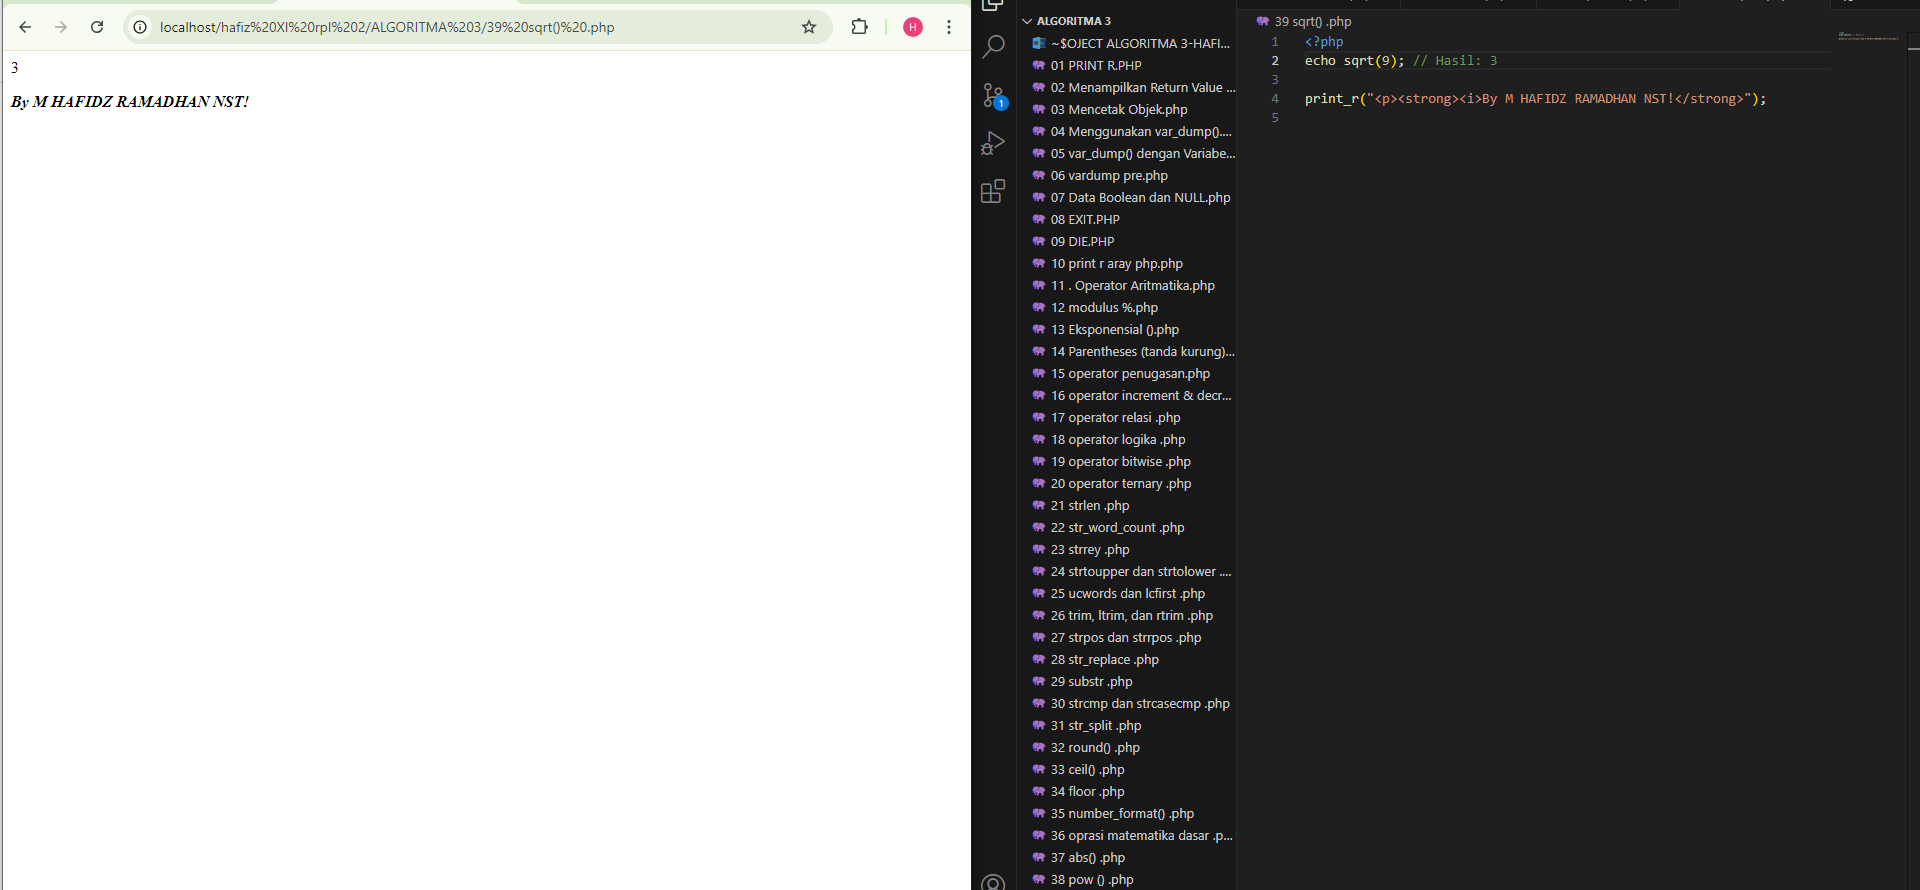 localhost/hafiz%20XI%20rpl%202/ALGORITMA%203/39%20sqrt()%20.php
H
3
By M HAFIDZ RAMADHAN NST!
1
ALGORITMA 3
~$OJECT ALGORITMA 3-HAFI...
01 PRINT R.PHP
02 Menampilkan Return Value ...
03 Mencetak Objek.php
04 Menggunakan var_dump()....
05 var_dump() dengan Variabe...
06 vardump pre.php
07 Data Boolean dan NULL.php
08 EXIT.PHP
09 DIE.PHP
10 print r aray php.php
11 . Operator Aritmatika.php
12 modulus %.php
13 Eksponensial ().php
14 Parentheses (tanda kurung)...
15 operator penugasan.php
16 operator increment & decr...
17 operator relasi .php
18 operator logika .php
19 operator bitwise .php
20 operator ternary .php
21 strlen .php
22 str_word_count .php
23 strrey .php
24 strtoupper dan strtolower ....
25 ucwords dan lcfirst .php
26 trim, ltrim, dan rtrim .php
27 strpos dan strrpos .php
28 str_replace .php
29 substr .php
30 strcmp dan strcasecmp .php
31 str_split .php
32 round() .php
33 ceil() .php
34 floor .php
35 number_format() .php
36 oprasi matematika dasar .p...
37 abs() .php
38 pow () .php
39 sqrt() .php
1 <?php
2 echo sqrt(9); // Hasil: 3
3
4 print_r("<p><strong><i>By M HAFIDZ RAMADHAN NST!</strong>");
5